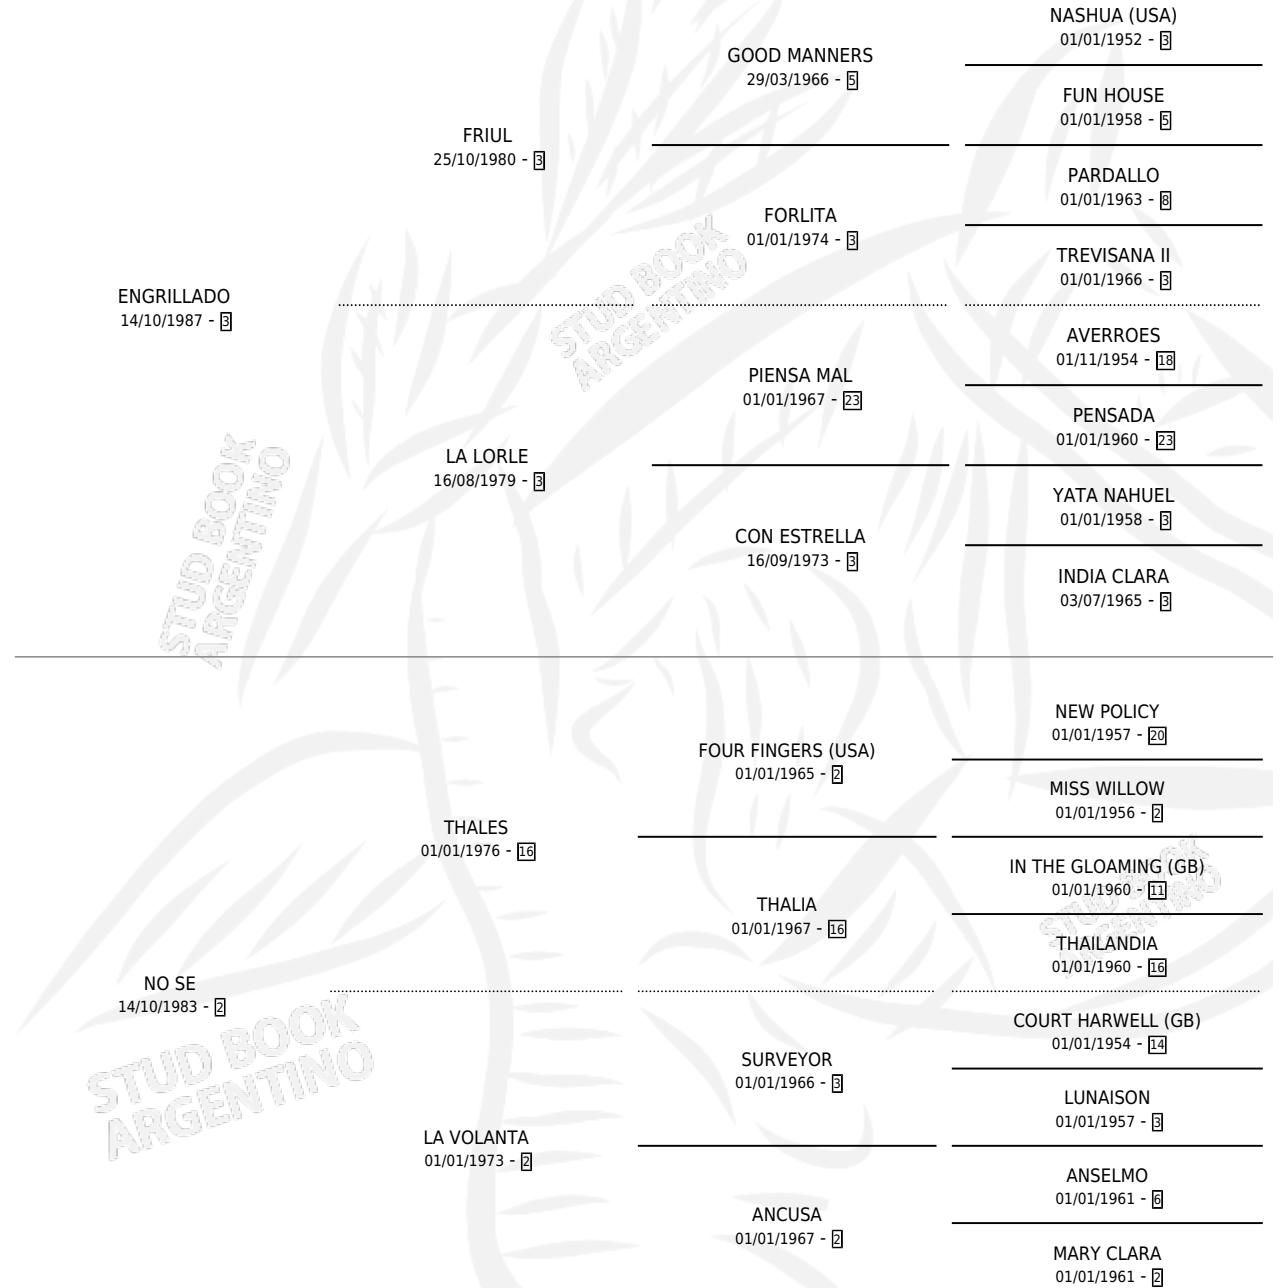 NASHUA (USA)
01/01/1952 - 3
GOOD MANNERS
29/03/1966 - 5
FUN HOUSE
01/01/1958 - 5
FRIUL
25/10/1980 - 3
PARDALLO
01/01/1963 - 8
FORLITA
01/01/1974 - 3
TREVISANA II
01/01/1966 - 3
ENGRILLADO
14/10/1987 - 3
AVERROES
01/11/1954 - 18
PIENSA MAL
01/01/1967 - 23
PENSADA
01/01/1960 - 23
LA LORLE
16/08/1979 - 3
YATA NAHUEL
01/01/1958 - 3
CON ESTRELLA
16/09/1973 - 3
INDIA CLARA
03/07/1965 - 3
NEW POLICY
01/01/1957 - 20
FOUR FINGERS (USA)
01/01/1965 - 2
MISS WILLOW
01/01/1956 - 2
THALES
01/01/1976 - 16
IN THE GLOAMING (GB)
01/01/1960 - 11
THALIA
01/01/1967 - 16
THAILANDIA
01/01/1960 - 16
NO SE
14/10/1983 - 2
COURT HARWELL (GB)
01/01/1954 - 14
SURVEYOR
01/01/1966 - 3
LUNAISON
01/01/1957 - 3
LA VOLANTA
01/01/1973 - 2
ANSELMO
01/01/1961 - 6
ANCUSA
01/01/1967 - 2
MARY CLARA
01/01/1961 - 2
STUD BOOK
ARGENTINO
STUD BOOK
ARGENTINO
STUD BOOK
ARGENTINO
STUD BOOK
ARGENTINO